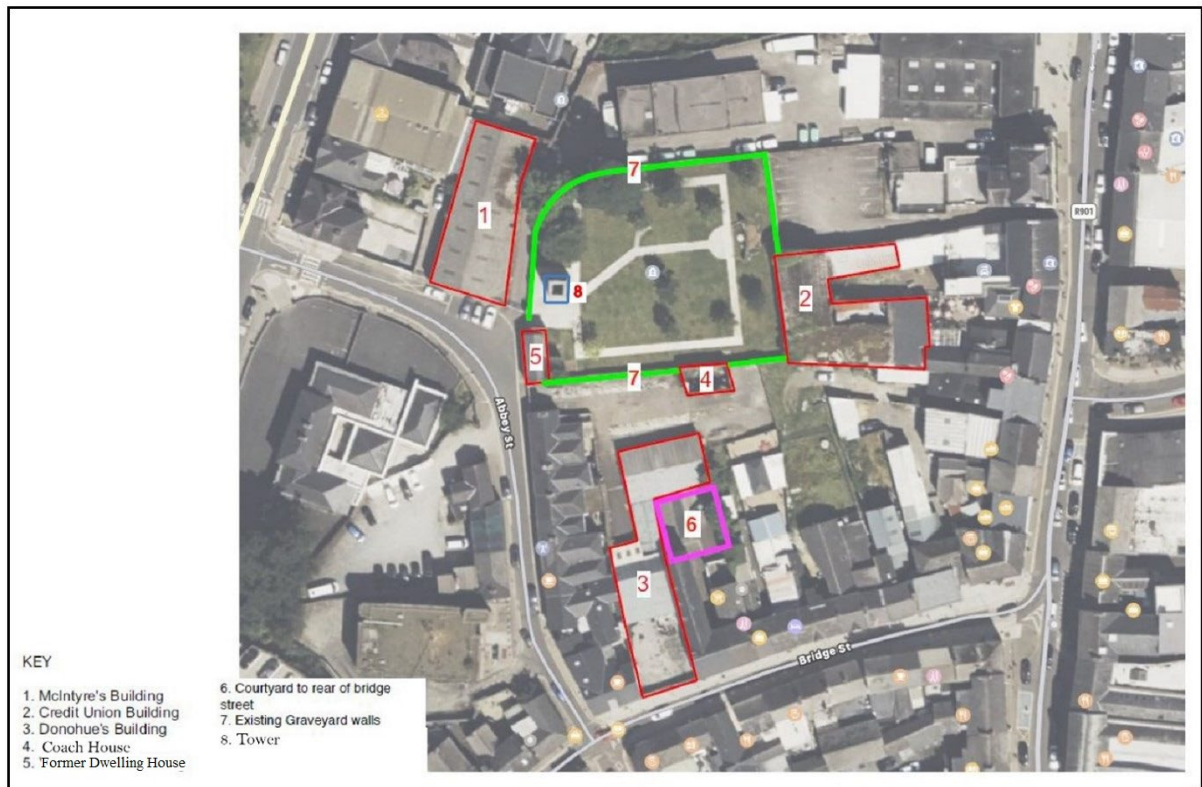 7
1
R901
2
8
5
7
4
Abbey St
6
3
Bridge St
KEY
1. McIntyre's Building
2. Credit Union Building
3. Donohue's Building
4. Coach House
5. 'Former Dwelling House
6. Courtyard to rear of bridge
street
7. Existing Graveyard walls
8. Tower